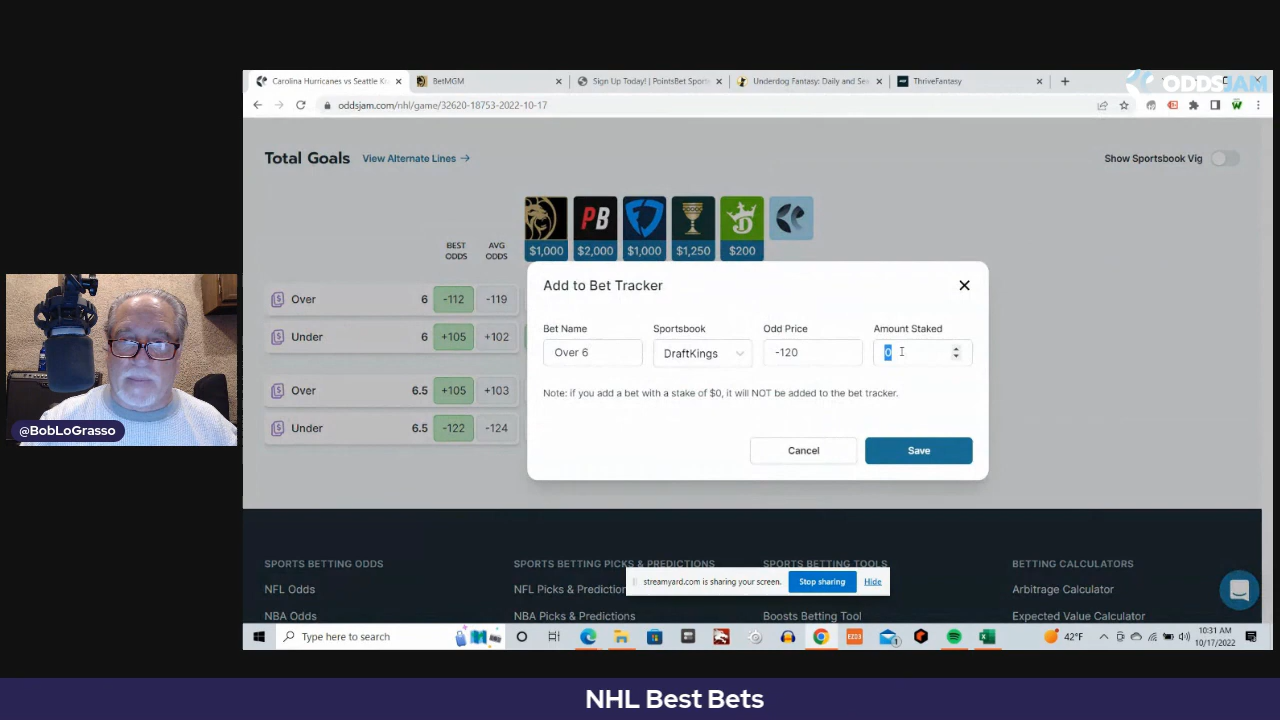 Carolina Hurricanes vs Seattle Kr
BetMGM
Sign Up Today! | PointsBet Sports
Underdog Fantasy: Daily and Sea
ThriveFantasy
ODDSJAM
oddsjam.com/nhl/game/32620-18753-2022-10-17
Total Goals View Alternate Lines →
Show Sportsbook Vig
PB
BEST ODDS
AVG ODDS
$1,000 $2,000 $1,000 $1,250 $200
Over 6 -112 -119
Under 6 +105 +102
Over 6.5 +105 +103
Under 6.5 -122 -124
Add to Bet Tracker
Bet Name Sportsbook Odd Price Amount Staked
Over 6 DraftKings -120 0
Note: if you add a bet with a stake of $0, it will NOT be added to the bet tracker.
Cancel Save
@BobLoGrasso
SPORTS BETTING ODDS
SPORTS BETTING PICKS & PREDICTIONS
SPORTS BETTING TOOLS
BETTING CALCULATORS
NFL Odds
NFL Picks & Prediction
Arbitrage Calculator
NBA Odds
NBA Picks & Predictions
Boosts Betting Tool
Expected Value Calculator
streamyard.com is sharing your screen. Stop sharing Hide
Type here to search
42°F
10:31 AM
10/17/2022
NHL Best Bets